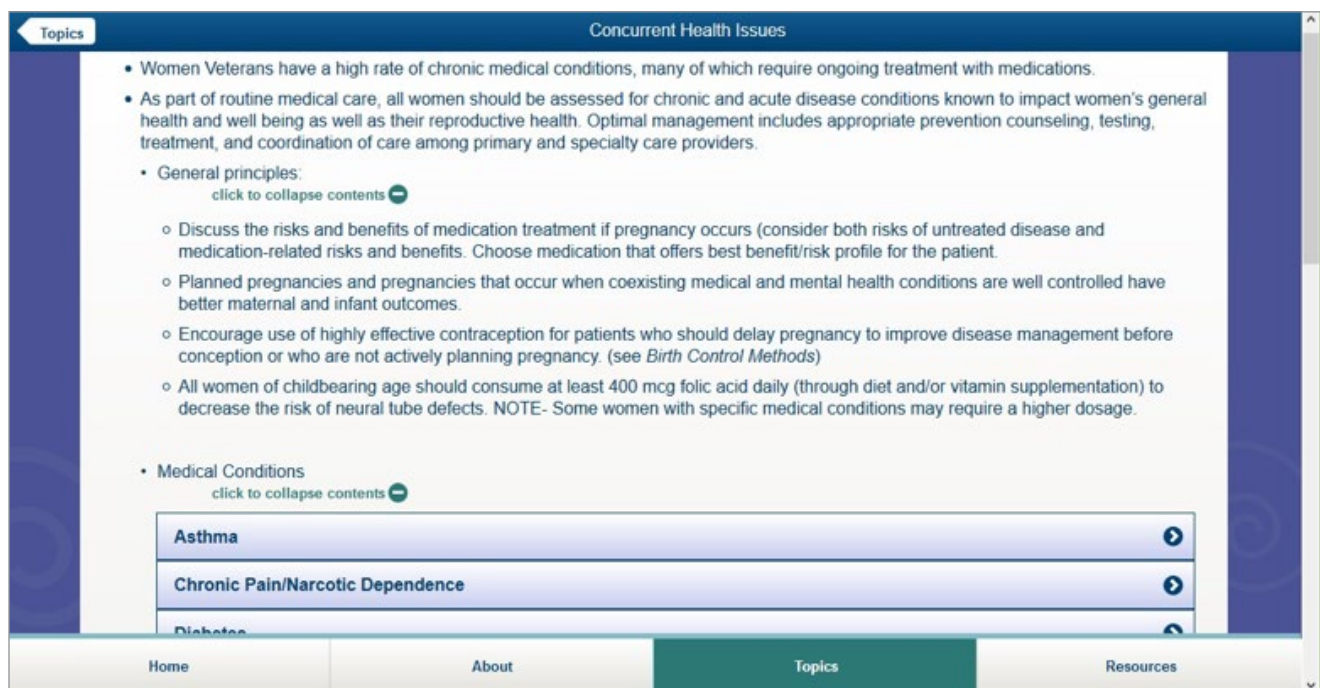 Topics
Concurrent Health Issues
• Women Veterans have a high rate of chronic medical conditions, many of which require ongoing treatment with medications.
• As part of routine medical care, all women should be assessed for chronic and acute disease conditions known to impact women's general
health and well being as well as their reproductive health. Optimal management includes appropriate prevention counseling, testing,
treatment, and coordination of care among primary and specialty care providers.
• General principles:
click to collapse contents
○ Discuss the risks and benefits of medication treatment if pregnancy occurs (consider both risks of untreated disease and
medication-related risks and benefits. Choose medication that offers best benefit/risk profile for the patient.
○ Planned pregnancies and pregnancies that occur when coexisting medical and mental health conditions are well controlled have
better maternal and infant outcomes.
○ Encourage use of highly effective contraception for patients who should delay pregnancy to improve disease management before
conception or who are not actively planning pregnancy. (see Birth Control Methods)
○ All women of childbearing age should consume at least 400 mcg folic acid daily (through diet and/or vitamin supplementation) to
decrease the risk of neural tube defects. NOTE- Some women with specific medical conditions may require a higher dosage.
• Medical Conditions
click to collapse contents
Asthma
Chronic Pain/Narcotic Dependence
Diabetes
Home
About
Topics
Resources